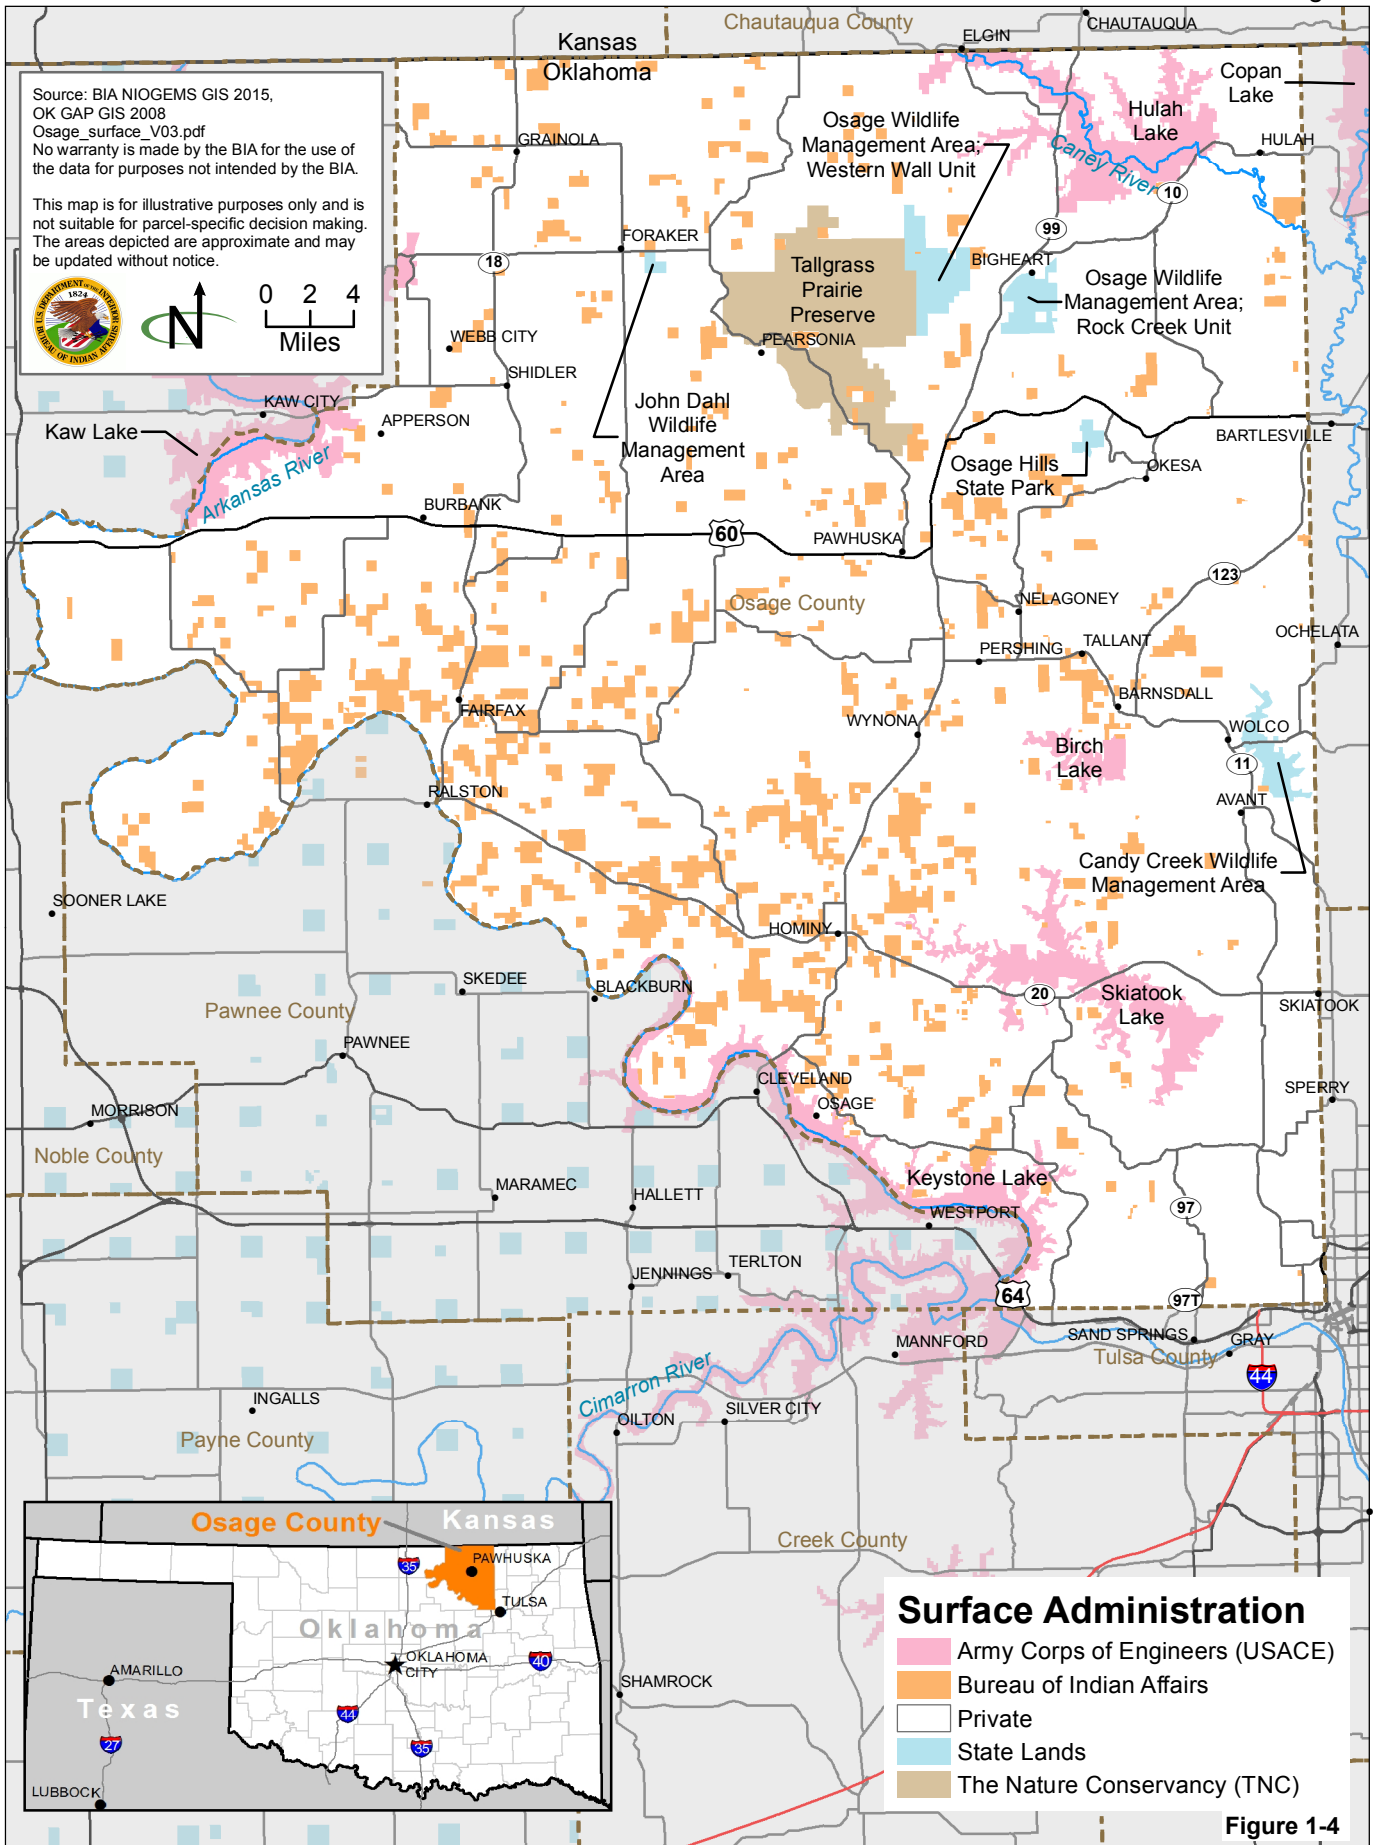 Chautauqua County
CHAUTAUQUA
ELGIN
Kansas
Oklahoma
Copan
Lake
Source: BIA NIOGEMS GIS 2015,
OK GAP GIS 2008
Osage_surface_V03.pdf
No warranty is made by the BIA for the use of
the data for purposes not intended by the BIA.
This map is for illustrative purposes only and is
not suitable for parcel-specific decision making.
The areas depicted are approximate and may
be updated without notice.
U.S. DEPARTMENT OF THE INTERIOR
1824
BUREAU OF INDIAN AFFAIRS
N
0 2 4
Miles
Hulah
Lake
Osage Wildlife
Management Area;
Western Wall Unit
GRAINOLA
HULAH
Caney River
10
99
FORAKER
18
BIGHEART
Tallgrass
Prairie
Preserve
Osage Wildlife
Management Area;
Rock Creek Unit
WEBB CITY
PEARSONIA
SHIDLER
KAW CITY
John Dahl
Wildlife
Management
Area
APPERSON
Kaw Lake
BARTLESVILLE
Arkansas River
Osage Hills
State Park
OKESA
BURBANK
60
PAWHUSKA
123
Osage County
NELAGONEY
OCHELATA
PERSHING
TALLANT
BARNSDALL
FAIRFAX
WYNONA
WOLCO
Birch
Lake
11
RALSTON
AVANT
Candy Creek Wildlife
Management Area
SOONER LAKE
HOMINY
SKEDEE
BLACKBURN
20
Skiatook
Lake
SKIATOOK
Pawnee County
PAWNEE
CLEVELAND
SPERRY
OSAGE
MORRISON
Noble County
Keystone Lake
MARAMEC
HALLETT
WESTPORT
97
TERLTON
JENNINGS
64
97T
MANNFORD
SAND SPRINGS
GRAY
Tulsa County
44
Cimarron River
INGALLS
OILTON
SILVER CITY
Payne County
Creek County
SHAMROCK
Osage County
Kansas
35
PAWHUSKA
TULSA
Oklahoma
OKLAHOMA
CITY
40
AMARILLO
Texas
44
27
35
LUBBOCK
Surface Administration
Army Corps of Engineers (USACE)
Bureau of Indian Affairs
Private
State Lands
The Nature Conservancy (TNC)
Figure 1-4